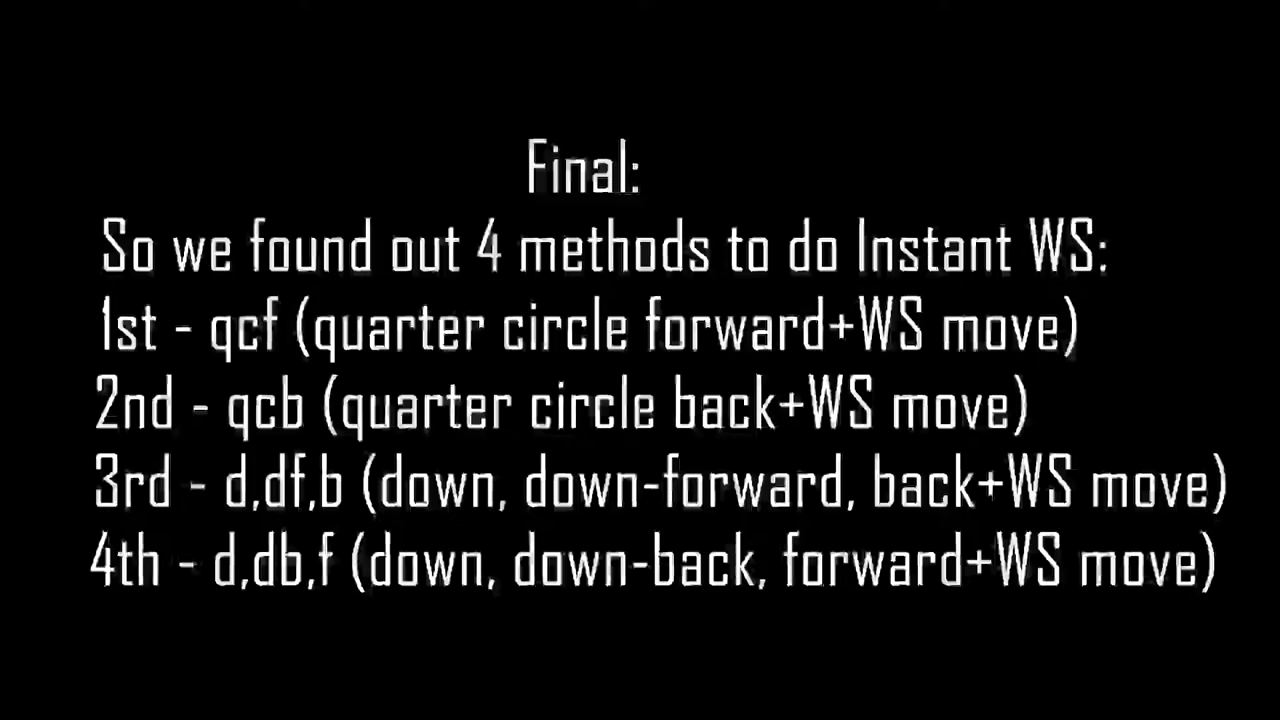 Final:
So we found out 4 methods to do Instant WS:
1st - qcf (quarter circle forward+WS move)
2nd - qcb (quarter circle back+WS move)
3rd - d,df,b (down, down-forward, back+WS move)
4th - d,db,f (down, down-back, forward+WS move)